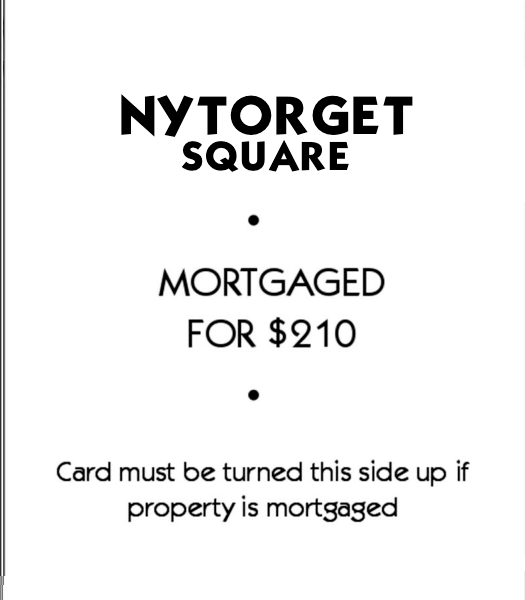 NYTORGET
SQUARE
•
MORTGAGED
FOR $210
•
Card must be turned this side up if
property is mortgaged